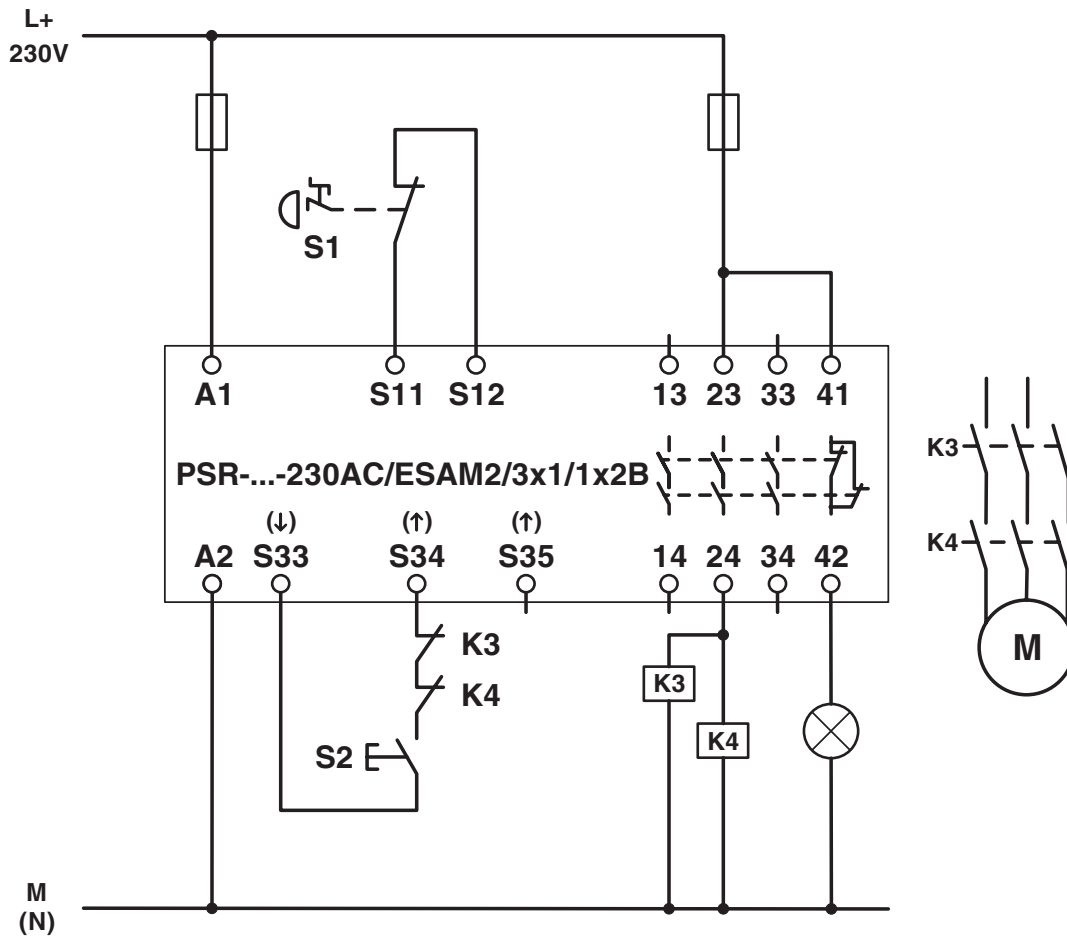 L+
230V
S1
A1 S11 S12 13 23 33 41
PSR-...-230AC/ESAM2/3x1/1x2B
K3
K4
(↓) (↑) (↑)
A2 S33 S34 S35 14 24 34 42
K3
K4
S2
K3
K4
M
M
(N)